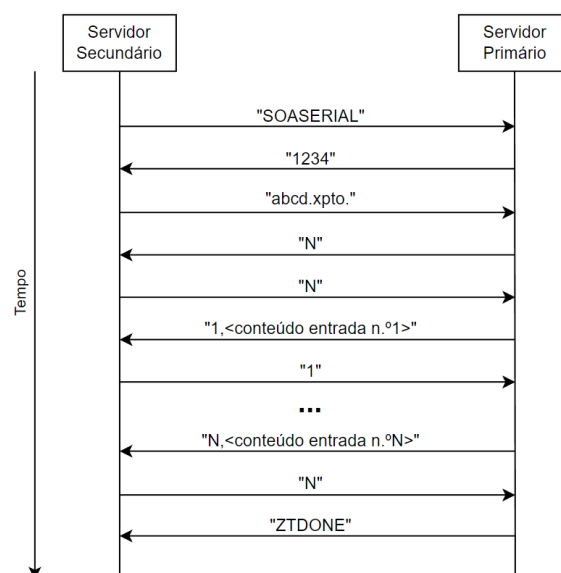 Servidor
Secundário
Servidor
Primário
"SOASERIAL"
"1234"
"abcd.xpto."
"N"
"N"
"1,<conteúdo entrada n.º1>"
"1"
...
"N,<conteúdo entrada n.ºN>"
"N"
"ZTDONE"
Tempo